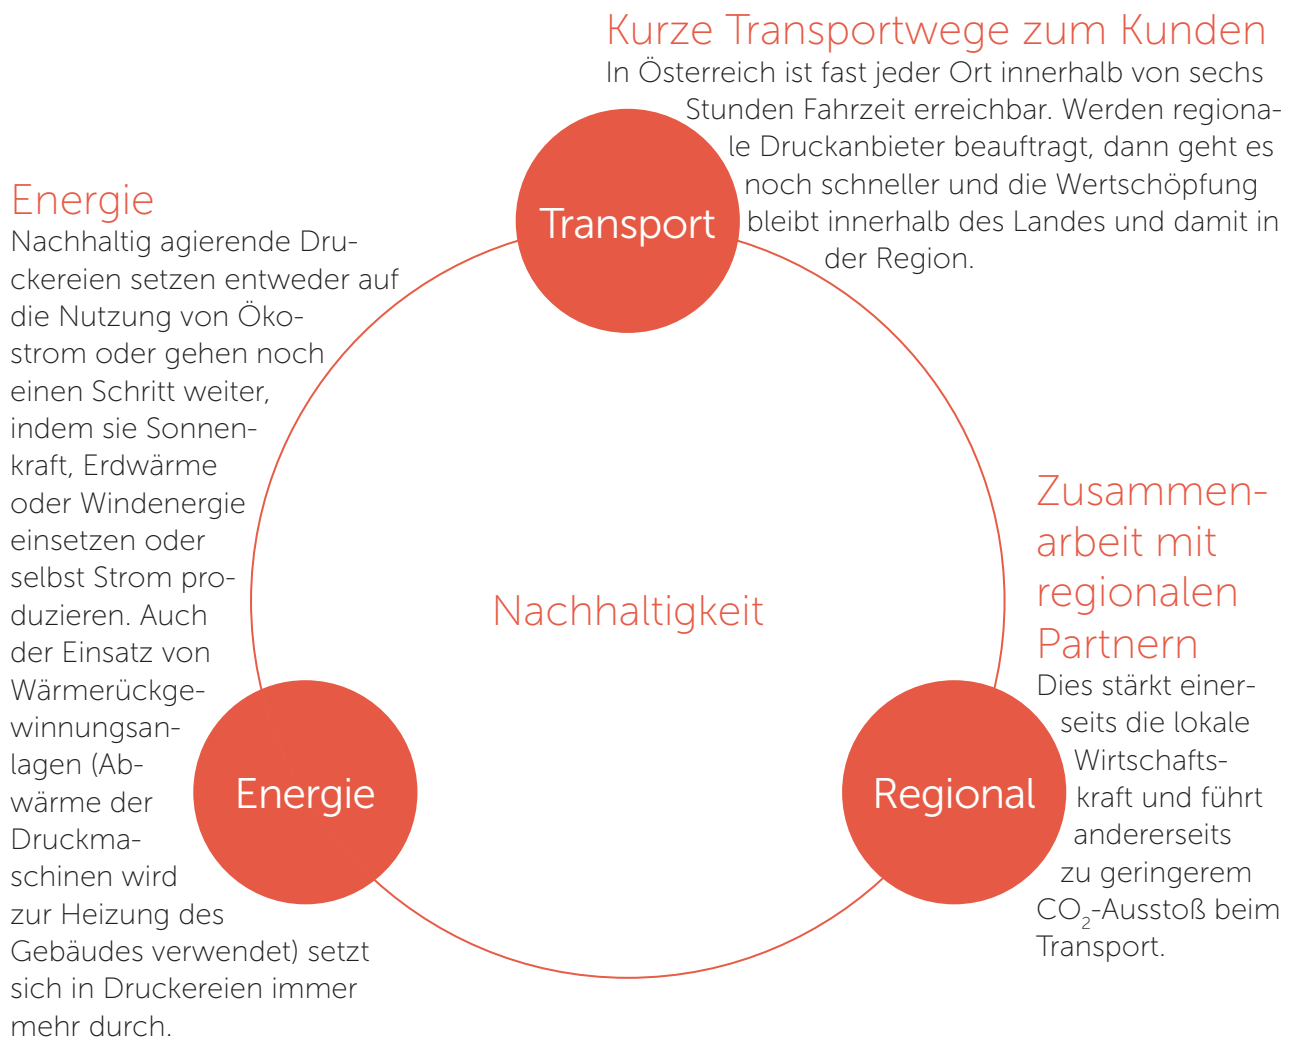 Kurze Transportwege zum Kunden
In Österreich ist fast jeder Ort innerhalb von sechs
Stunden Fahrzeit erreichbar. Werden regiona-
le Druckanbieter beauftragt, dann geht es
noch schneller und die Wertschöpfung
bleibt innerhalb des Landes und damit in
der Region.
Transport
Energie
Nachhaltig agierende Dru-
ckereien setzen entweder auf
die Nutzung von Öko-
strom oder gehen noch
einen Schritt weiter,
indem sie Sonnen-
kraft, Erdwärme
oder Windenergie
einsetzen oder
selbst Strom pro-
duzieren. Auch
der Einsatz von
Wärmerückge-
winnungsan-
lagen (Ab-
wärme der
Druckma-
schinen wird
zur Heizung des
Gebäudes verwendet) setzt
sich in Druckereien immer
mehr durch.
Energie
Nachhaltigkeit
Zusammen-
arbeit mit
regionalen
Partnern
Dies stärkt einer-
seits die lokale
Wirtschafts-
kraft und führt
andererseits
zu geringerem
CO₂-Ausstoß beim
Transport.
Regional